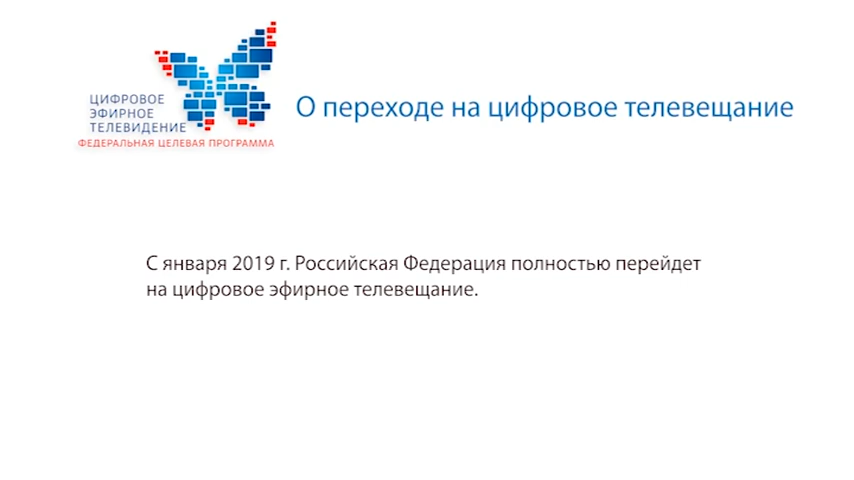 ЦИФРОВОЕ
ЭФИРНОЕ
ТЕЛЕВИДЕНИЕ
ФЕДЕРАЛЬНАЯ ЦЕЛЕВАЯ ПРОГРАММА
О переходе на цифровое телевещание
С января 2019 г. Российская Федерация полностью перейдет
на цифровое эфирное телевещание.